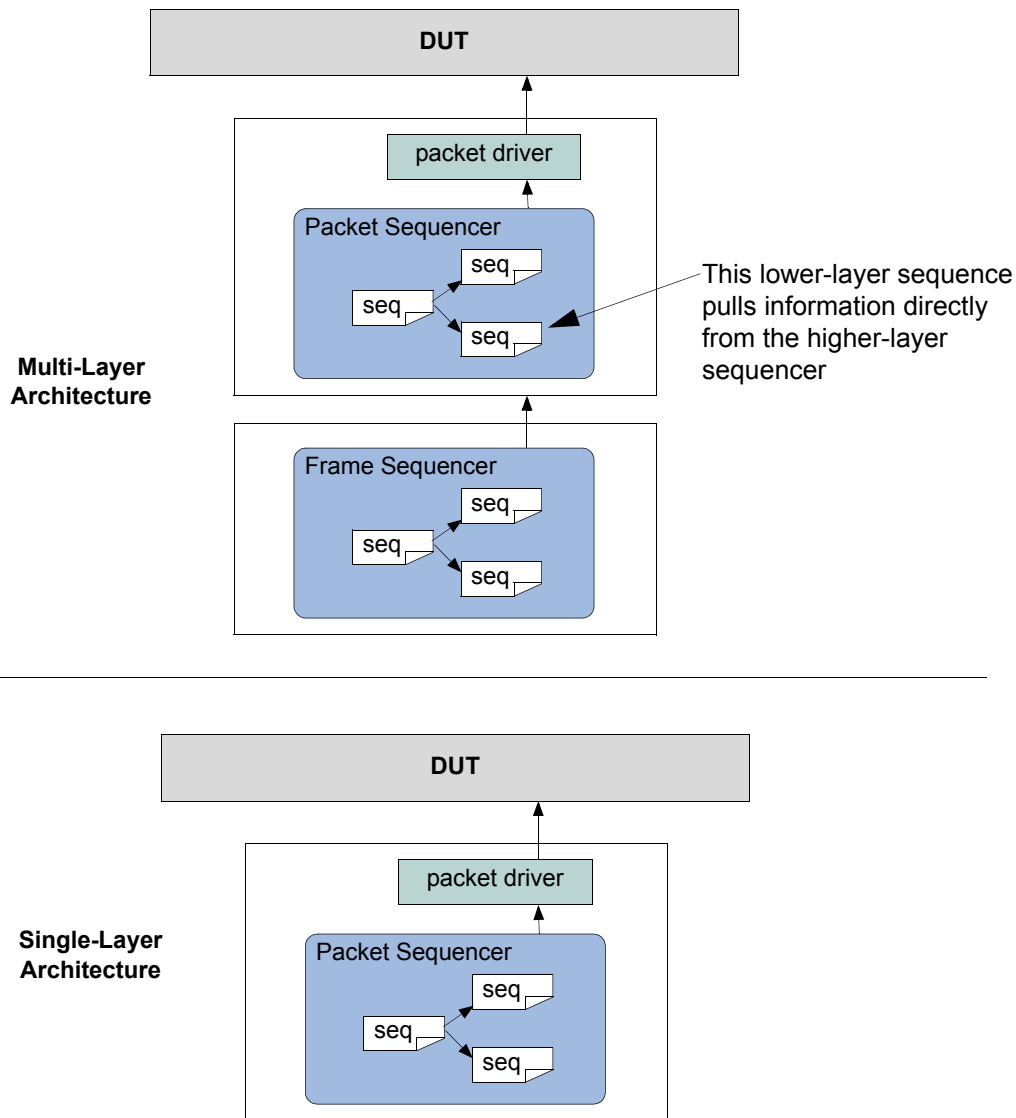 DUT
packet driver
Packet Sequencer
seq
seq
seq
This lower-layer sequence
pulls information directly
from the higher-layer
sequencer
Multi-Layer
Architecture
Frame Sequencer
seq
seq
seq
DUT
packet driver
Single-Layer
Architecture
Packet Sequencer
seq
seq
seq